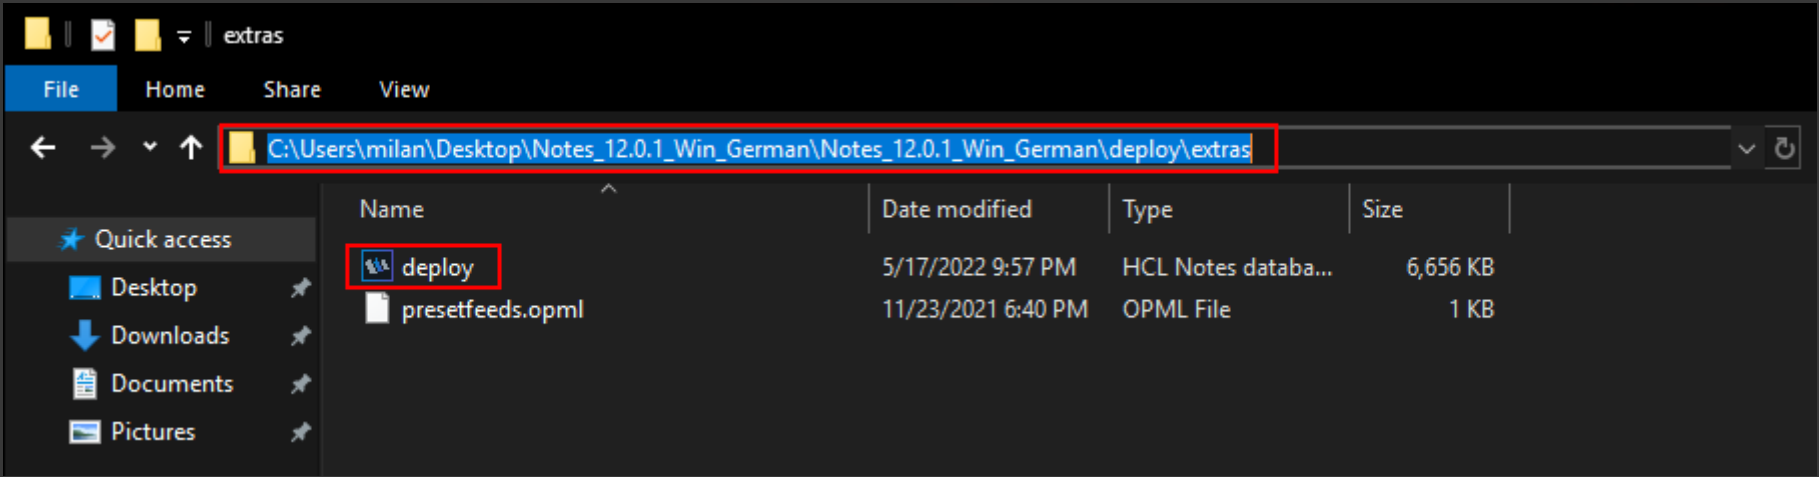 extras
File Home Share View
C:\Users\milan\Desktop\Notes_12.0.1_Win_German\Notes_12.0.1_Win_German\deploy\extras
Name Date modified Type Size
Quick access
deploy 5/17/2022 9:57 PM HCL Notes databa... 6,656 KB
Desktop
presetfeeds.opml 11/23/2021 6:40 PM OPML File 1 KB
Downloads
Documents
Pictures